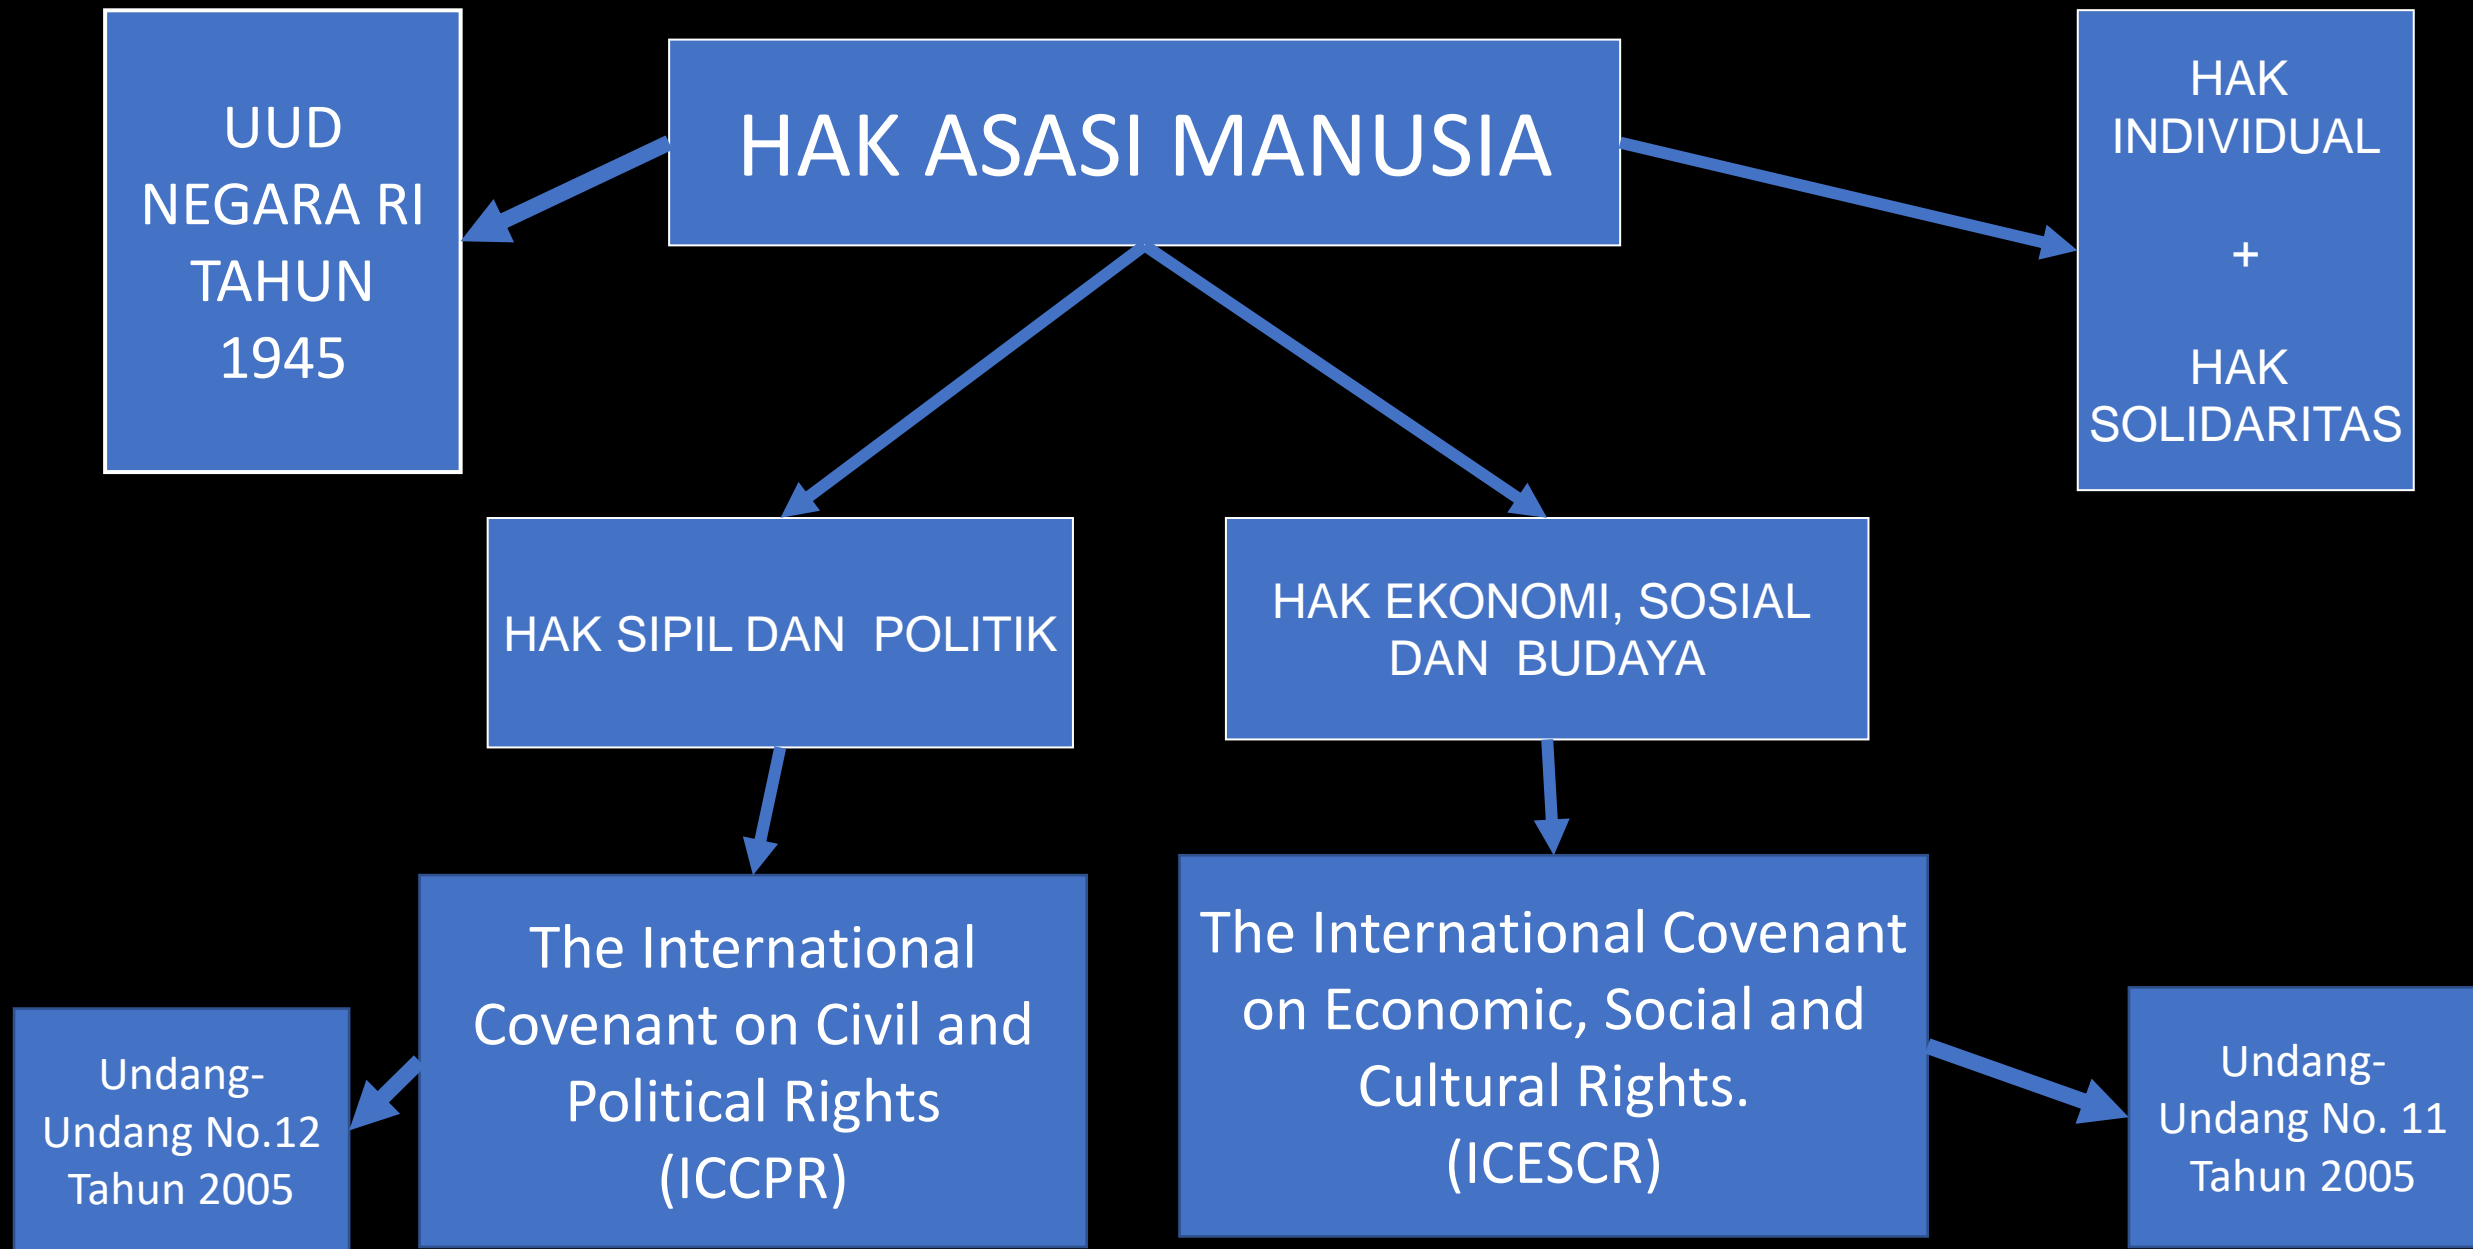 UUD
NEGARA RI
TAHUN
1945
HAK ASASI MANUSIA
HAK
INDIVIDUAL
+
HAK
SOLIDARITAS
HAK SIPIL DAN  POLITIK
HAK EKONOMI, SOSIAL
DAN  BUDAYA
Undang-
Undang No.12
Tahun 2005
The International
Covenant on Civil and
Political Rights
(ICCPR)
The International Covenant
on Economic, Social and
Cultural Rights.
(ICESCR)
Undang-
Undang No. 11
Tahun 2005